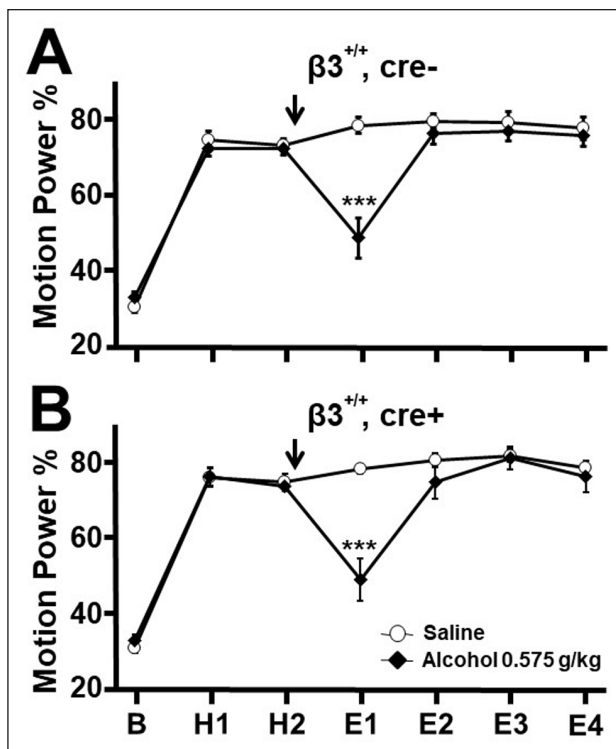 A
β3+/+, cre-
Motion Power %
80
60
40
20
***
B
β3+/+, cre+
Motion Power %
80
60
40
20
***
Saline
Alcohol 0.575 g/kg
B H1 H2 E1 E2 E3 E4